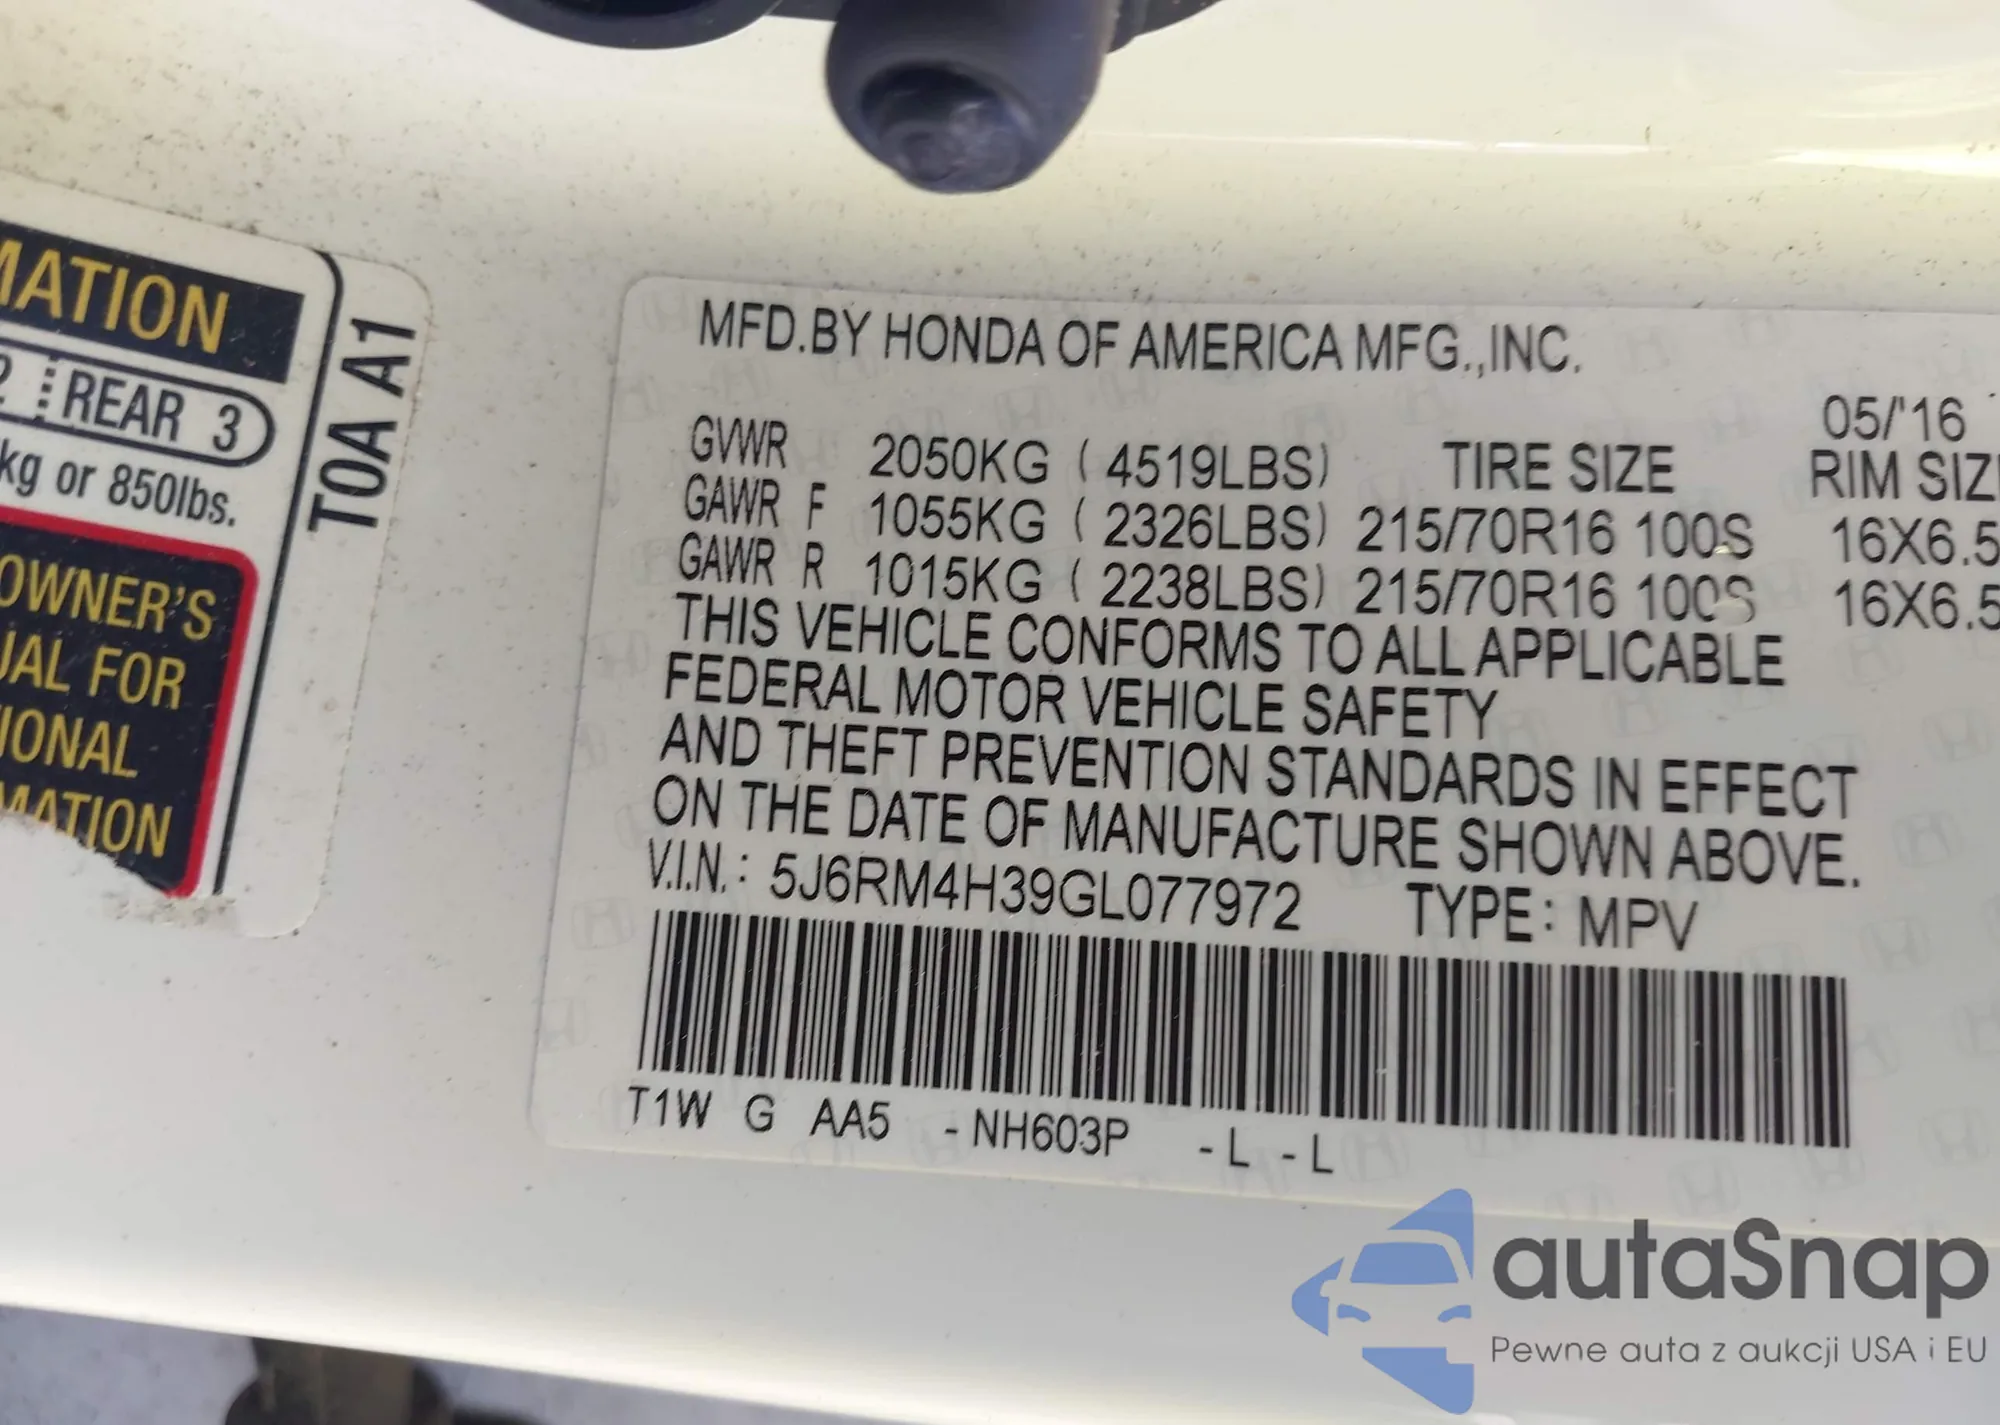 MATION
2 REAR 3
kg or 850lbs.
OWNER'S
UAL FOR
IONAL
MATION
T0A A1
MFD.BY HONDA OF AMERICA MFG.,INC.
05/'16
GVWR 2050KG ( 4519LBS) TIRE SIZE RIM SIZE
GAWR F 1055KG ( 2326LBS) 215/70R16 100S 16X6.5
GAWR R 1015KG ( 2238LBS) 215/70R16 100S 16X6.5
THIS VEHICLE CONFORMS TO ALL APPLICABLE
FEDERAL MOTOR VEHICLE SAFETY
AND THEFT PREVENTION STANDARDS IN EFFECT
ON THE DATE OF MANUFACTURE SHOWN ABOVE.
V.I.N.: 5J6RM4H39GL077972 TYPE: MPV
T1W G AA5 -NH603P -L -L
autaSnap
Pewne auta z aukcji USA i EU